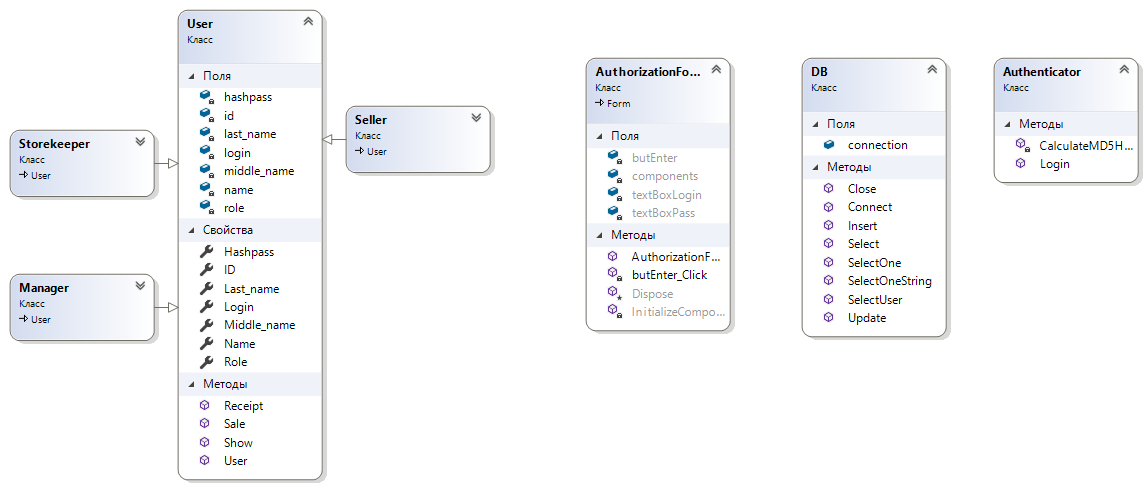 User
Класс
Поля
hashpass
id
last_name
login
middle_name
name
role
Свойства
Hashpass
ID
Last_name
Login
Middle_name
Name
Role
Методы
Receipt
Sale
Show
User
Storekeeper
Класс
User
Manager
Класс
User
Seller
Класс
User
AuthorizationFo...
Класс
Form
Поля
butEnter
components
textBoxLogin
textBoxPass
Методы
AuthorizationF...
butEnter_Click
Dispose
InitializeCompo...
DB
Класс
Поля
connection
Методы
Close
Connect
Insert
Select
SelectOne
SelectOneString
SelectUser
Update
Authenticator
Класс
Методы
CalculateMD5H...
Login